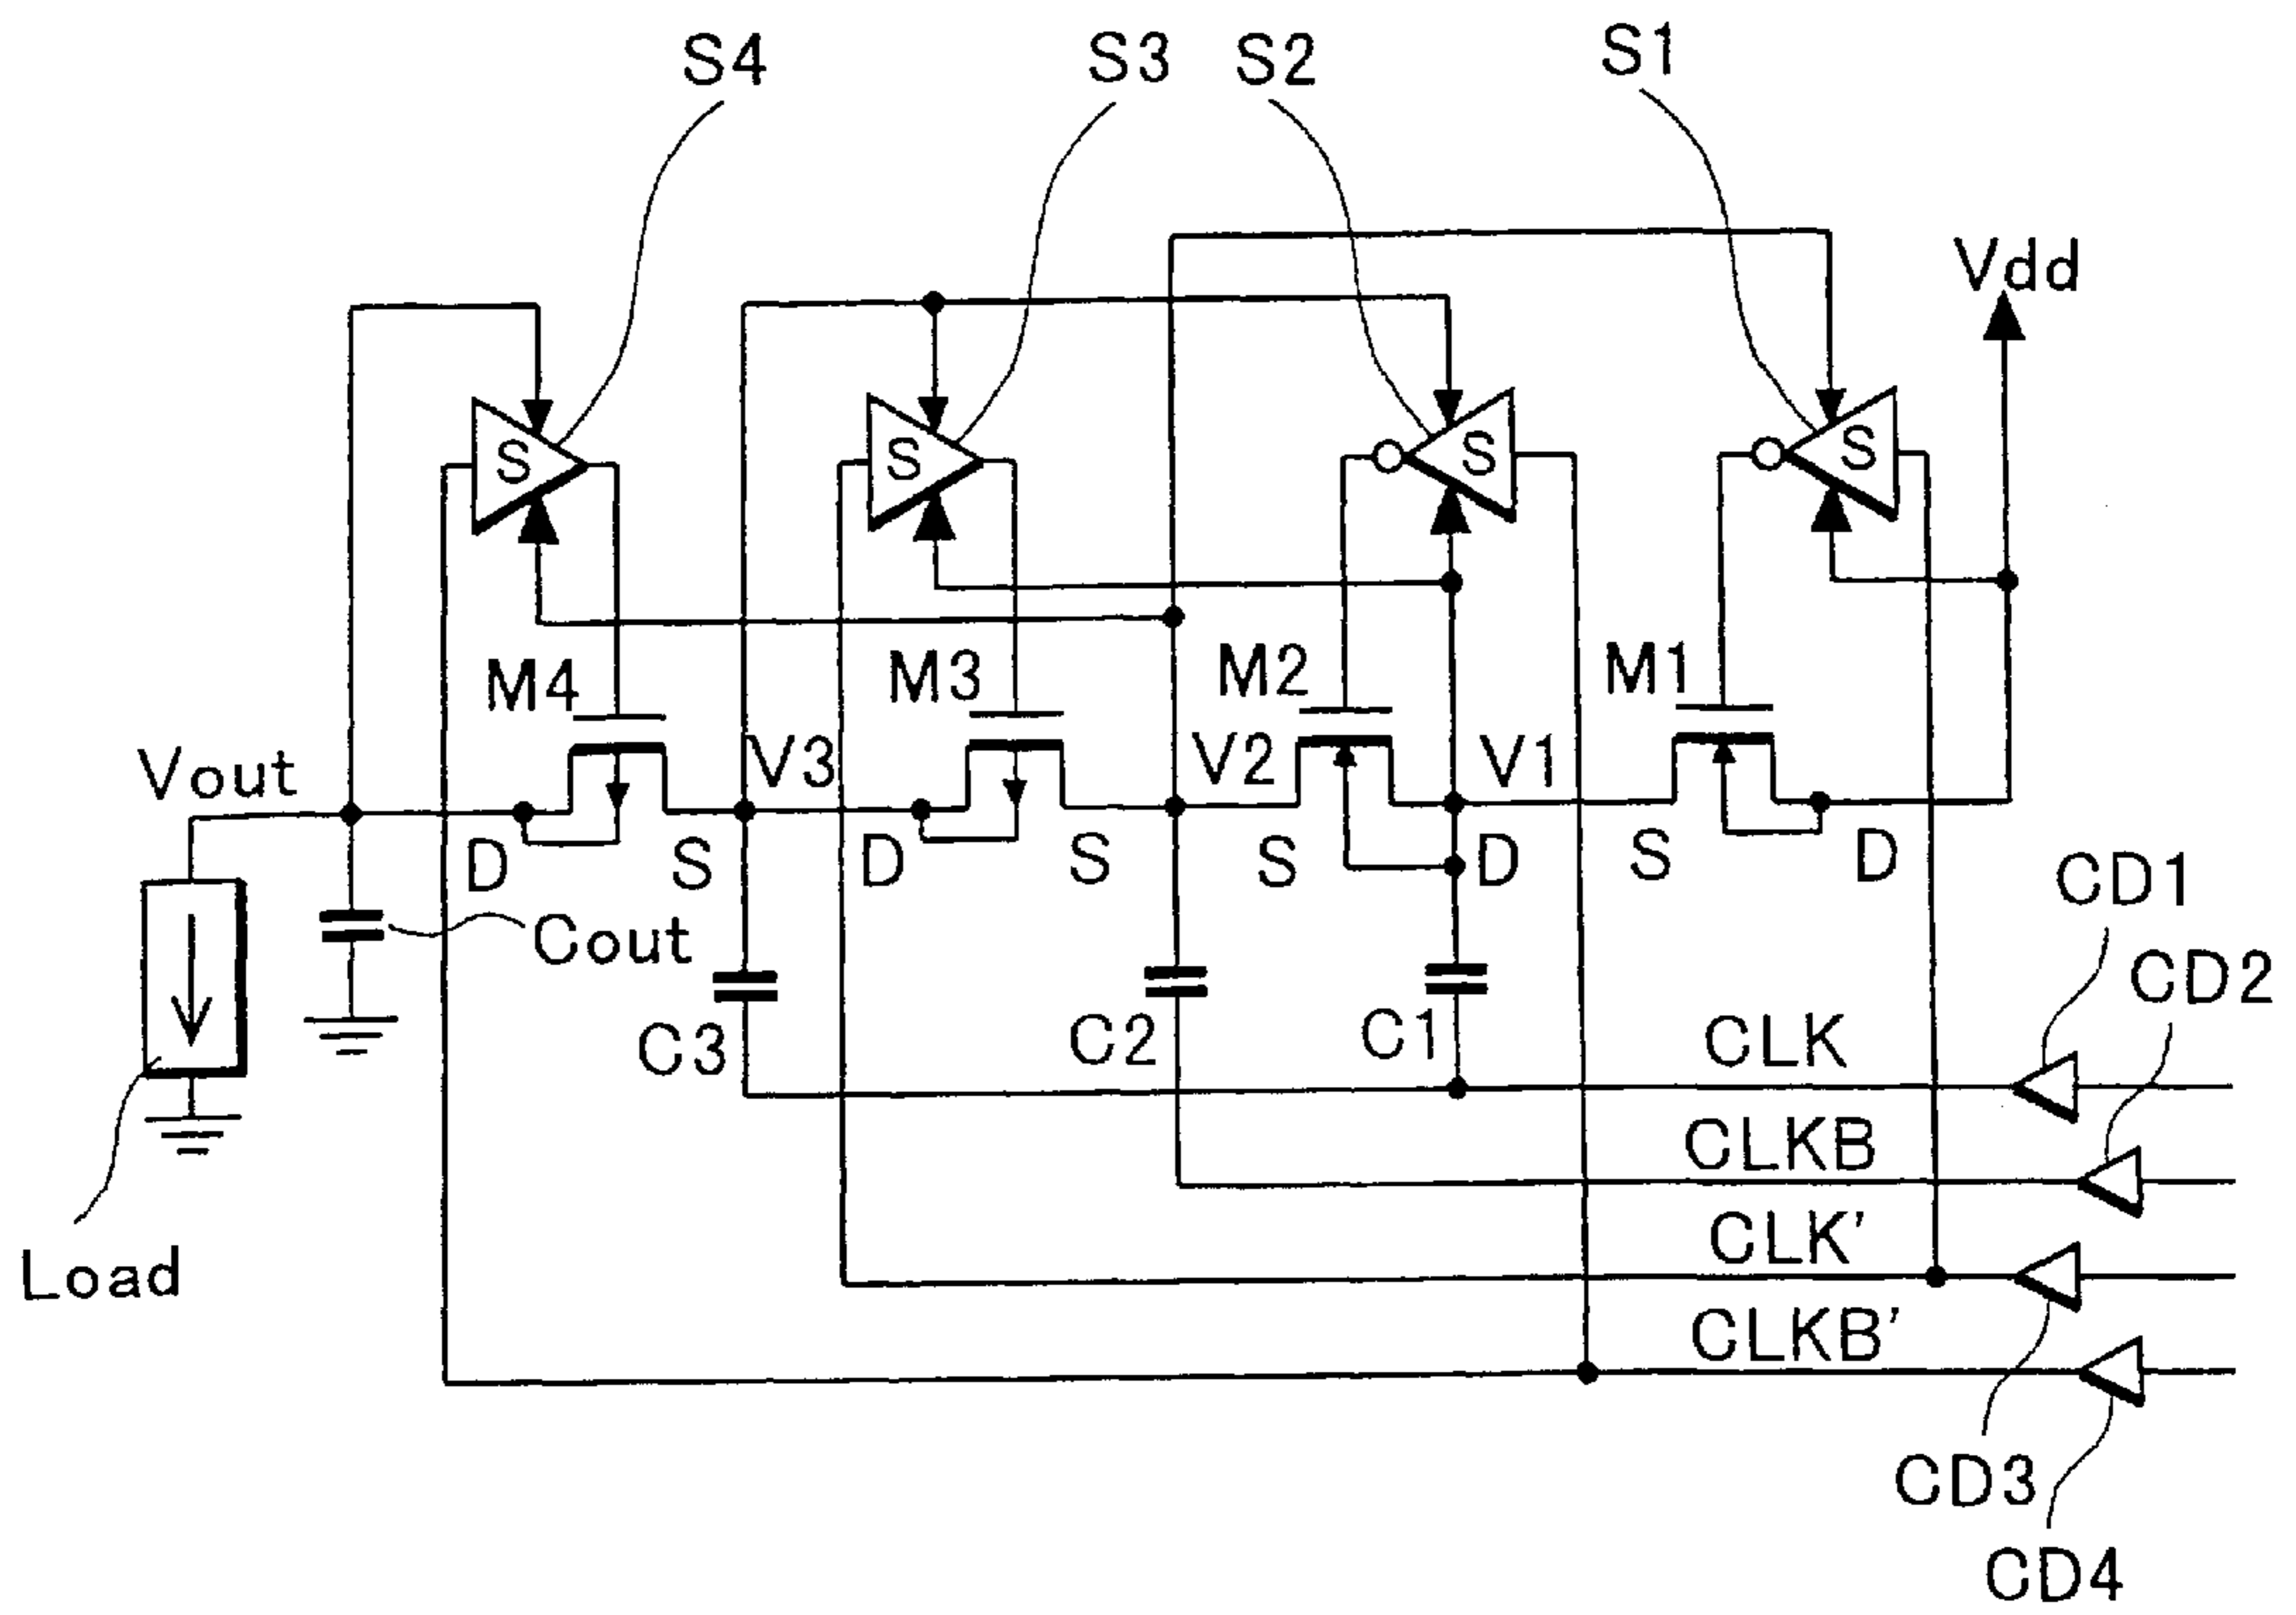 S4 S3 S2 S1
Vdd
S S S S
M4 M3 M2 M1
Vout V3 V2 V1
D S D S S D S D
Cout
CD1
CD2
C3 C2 C1
CLK
CLKB
CLK'
CLKB'
Load
CD3
CD4